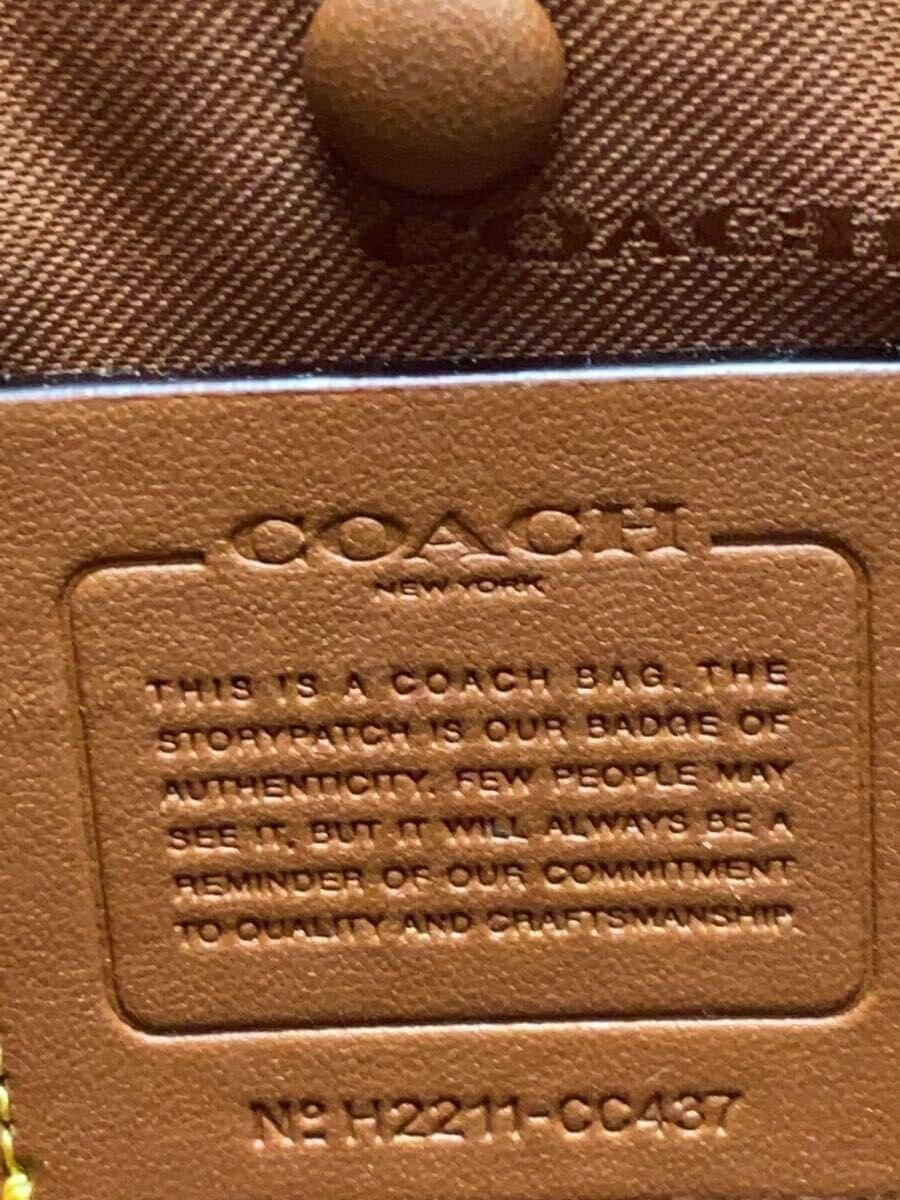 COACH
COACH
NEW YORK
THIS IS A COACH BAG. THE
STORYPATCH IS OUR BADGE OF
AUTHENTICITY. FEW PEOPLE MAY
SEE IT, BUT IT WILL ALWAYS BE A
REMINDER OF OUR COMMITMENT
TO QUALITY AND CRAFTSMANSHIP.
Nº H2211-CC437